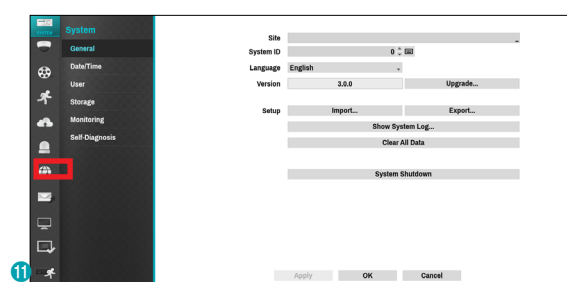 SYSTEM
System
General
Date/Time
User
Storage
Monitoring
Self-Diagnosis
Site
System ID 0
Language English
Version 3.0.0 Upgrade...
Setup Import... Export...
Show System Log...
Clear All Data
System Shutdown
Apply OK Cancel
11